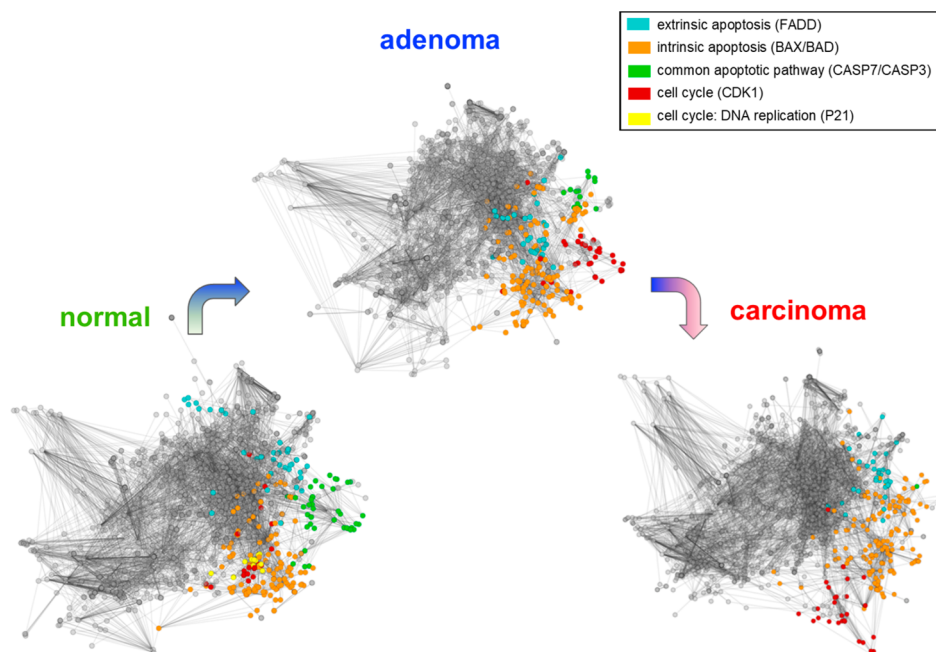 adenoma
extrinsic apoptosis (FADD)
intrinsic apoptosis (BAX/BAD)
common apoptotic pathway (CASP7/CASP3)
cell cycle (CDK1)
cell cycle: DNA replication (P21)
normal
carcinoma